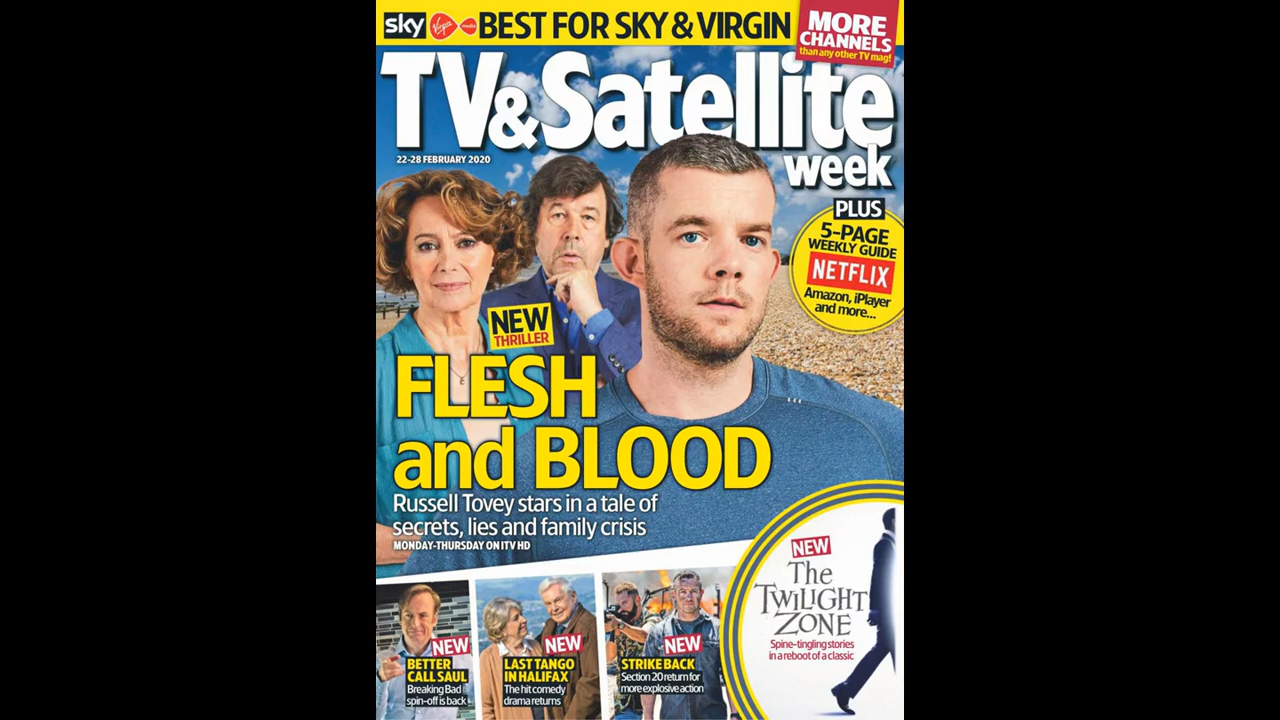 sky Virgin media BEST FOR SKY & VIRGIN
MORE
CHANNELS
than any other TV mag!
TV&Satellite
week
22-28 FEBRUARY 2020
PLUS
5-PAGE
WEEKLY GUIDE
NETFLIX
Amazon, iPlayer
and more...
NEW
THRILLER
FLESH
and BLOOD
Russell Tovey stars in a tale of
secrets, lies and family crisis
MONDAY-THURSDAY ON ITV HD
NEW
BETTER
CALL SAUL
Breaking Bad
spin-off is back
NEW
LAST TANGO
IN HALIFAX
The hit comedy
drama returns
NEW
STRIKE BACK
Section 20 return for
more explosive action
NEW
The
TWILIGHT
ZONE
Spine-tingling stories
in a reboot of a classic